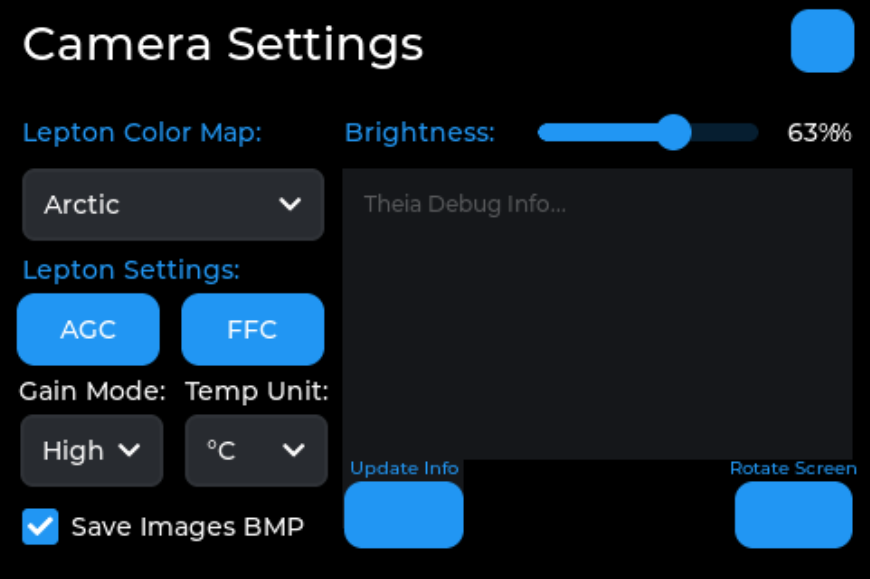 Camera Settings
Lepton Color Map:
Brightness:
63%%
Arctic
Theia Debug Info...
Lepton Settings:
AGC
FFC
Gain Mode:
Temp Unit:
High
°C
Update Info
Rotate Screen
Save Images BMP